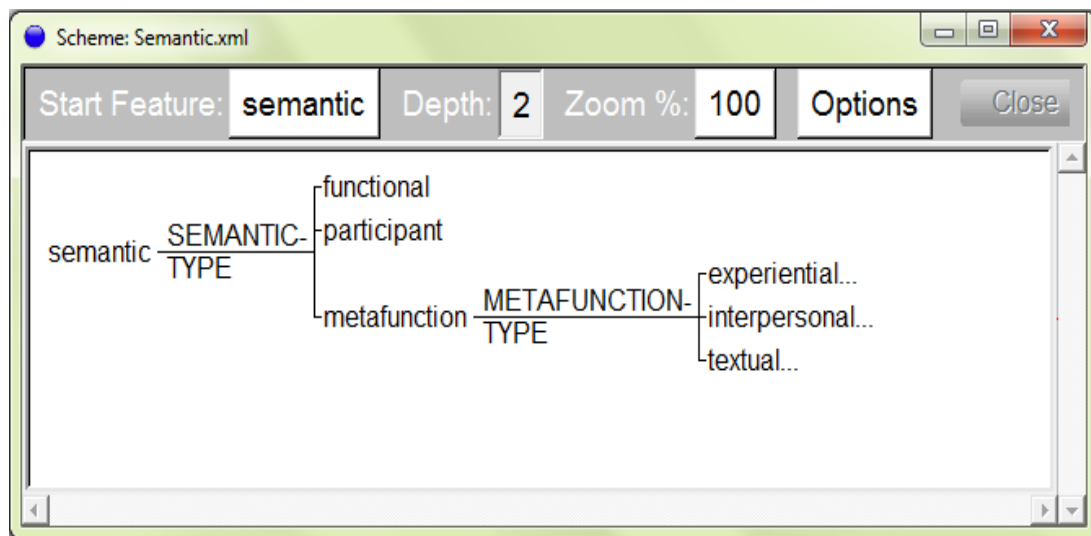 Scheme: Semantic.xml
Start Feature: semantic Depth: 2 Zoom %: 100 Options Close
functional
participant
semantic SEMANTIC-
TYPE
experiential...
metafunction METAFUNCTION-
TYPE
interpersonal...
textual...